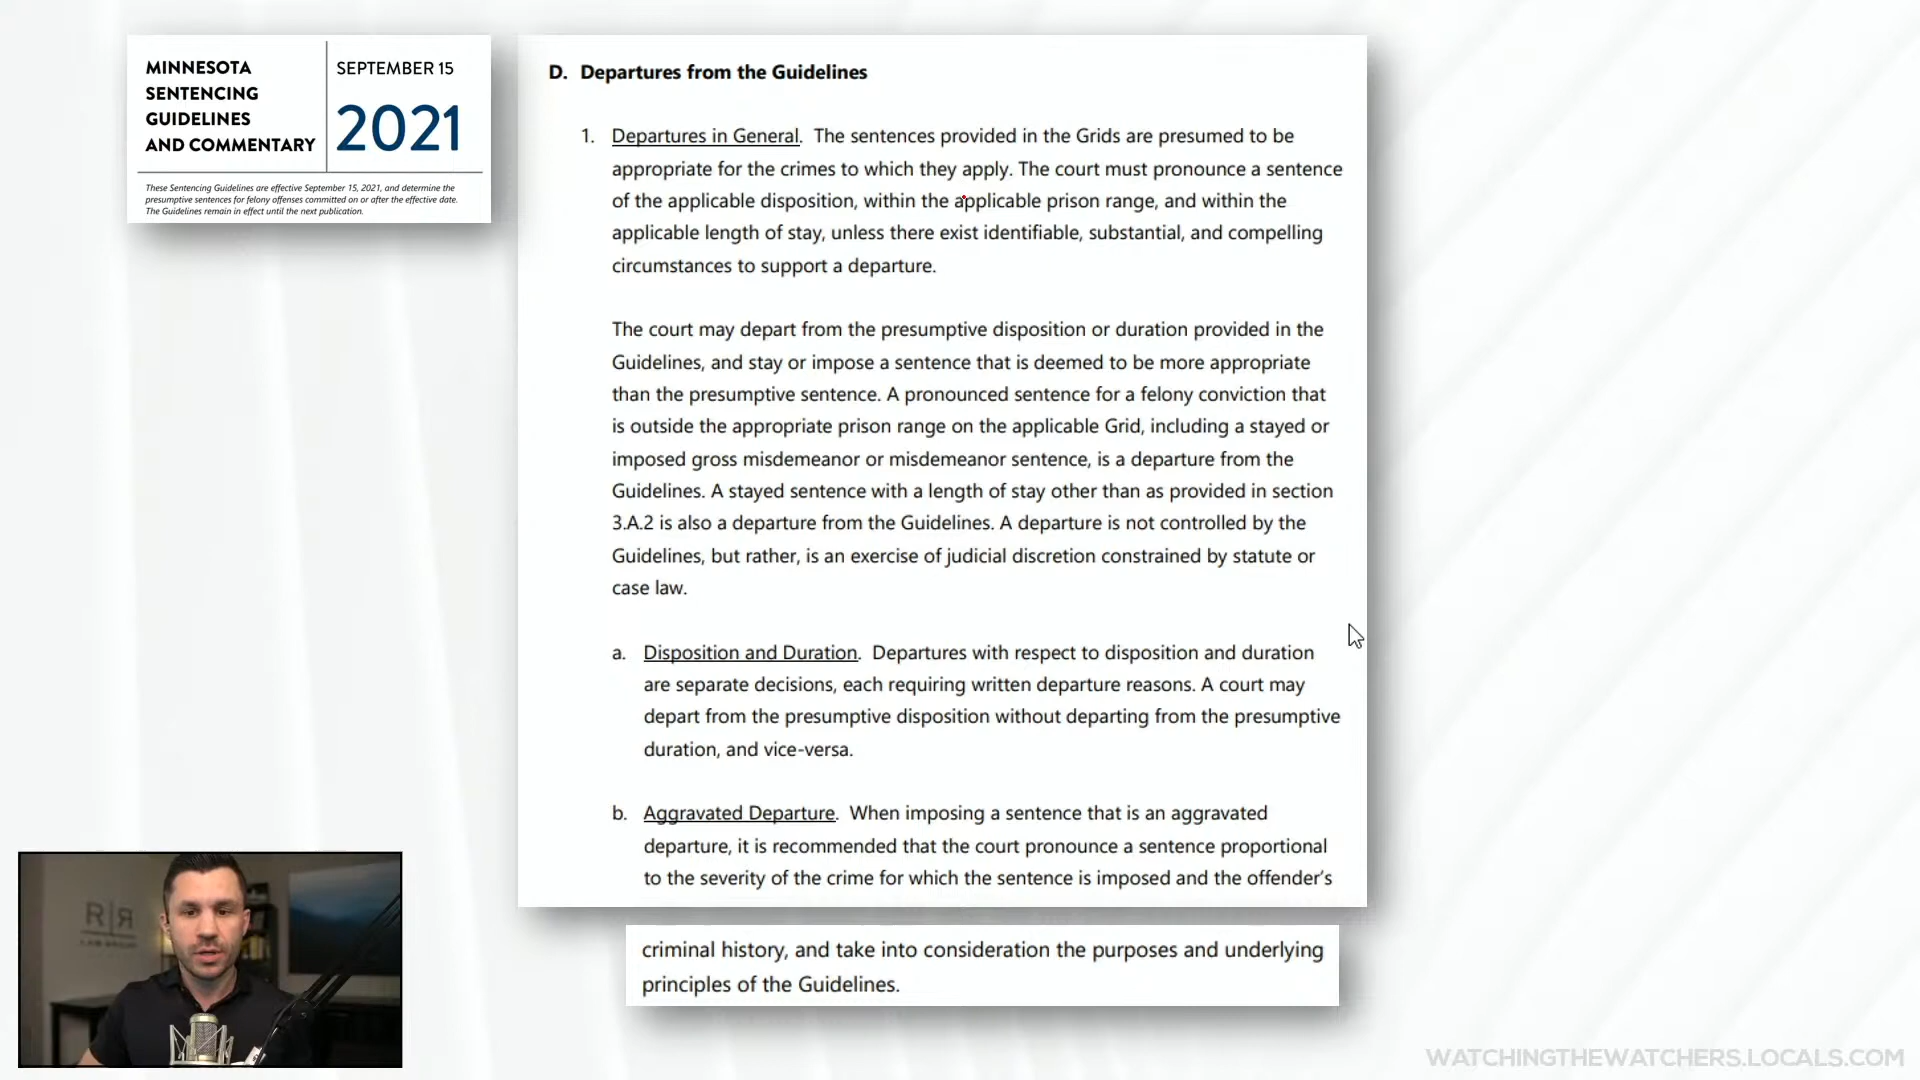 MINNESOTA
SENTENCING
GUIDELINES
AND COMMENTARY
SEPTEMBER 15
2021
These Sentencing Guidelines are effective September 15, 2021, and determine the
presumptive sentences for felony offenses committed on or after the effective date.
The Guidelines remain in effect until the next publication.
D. Departures from the Guidelines
1. Departures in General. The sentences provided in the Grids are presumed to be
appropriate for the crimes to which they apply. The court must pronounce a sentence
of the applicable disposition, within the applicable prison range, and within the
applicable length of stay, unless there exist identifiable, substantial, and compelling
circumstances to support a departure.
The court may depart from the presumptive disposition or duration provided in the
Guidelines, and stay or impose a sentence that is deemed to be more appropriate
than the presumptive sentence. A pronounced sentence for a felony conviction that
is outside the appropriate prison range on the applicable Grid, including a stayed or
imposed gross misdemeanor or misdemeanor sentence, is a departure from the
Guidelines. A stayed sentence with a length of stay other than as provided in section
3.A.2 is also a departure from the Guidelines. A departure is not controlled by the
Guidelines, but rather, is an exercise of judicial discretion constrained by statute or
case law.
a. Disposition and Duration. Departures with respect to disposition and duration
are separate decisions, each requiring written departure reasons. A court may
depart from the presumptive disposition without departing from the presumptive
duration, and vice-versa.
b. Aggravated Departure. When imposing a sentence that is an aggravated
departure, it is recommended that the court pronounce a sentence proportional
to the severity of the crime for which the sentence is imposed and the offender's
criminal history, and take into consideration the purposes and underlying
principles of the Guidelines.
R|R
LAW GROUP
WATCHINGTHEWATCHERS.LOCALS.COM